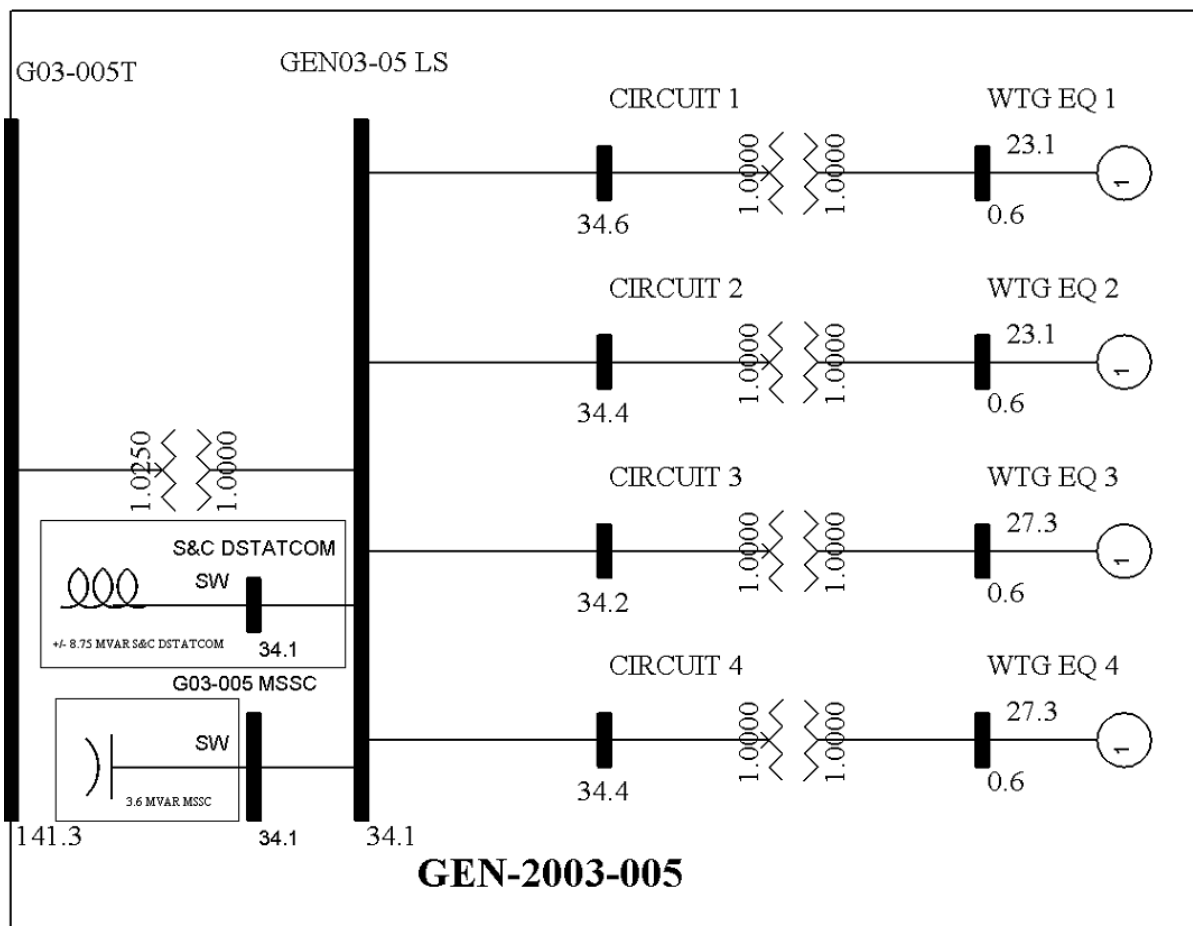 G03-005T
GEN03-05 LS
CIRCUIT 1
WTG EQ 1
1.0000
1.0000
23.1
1
34.6
0.6
CIRCUIT 2
WTG EQ 2
1.0000
1.0000
23.1
1
34.4
0.6
1.0250
1.0000
CIRCUIT 3
WTG EQ 3
1.0000
1.0000
27.3
1
34.2
0.6
S&C DSTATCOM
SW
+/- 8.75 MVAR S&C DSTATCOM
34.1
CIRCUIT 4
WTG EQ 4
1.0000
1.0000
27.3
1
34.4
0.6
G03-005 MSSC
SW
3.6 MVAR MSSC
34.1
141.3
34.1
GEN-2003-005